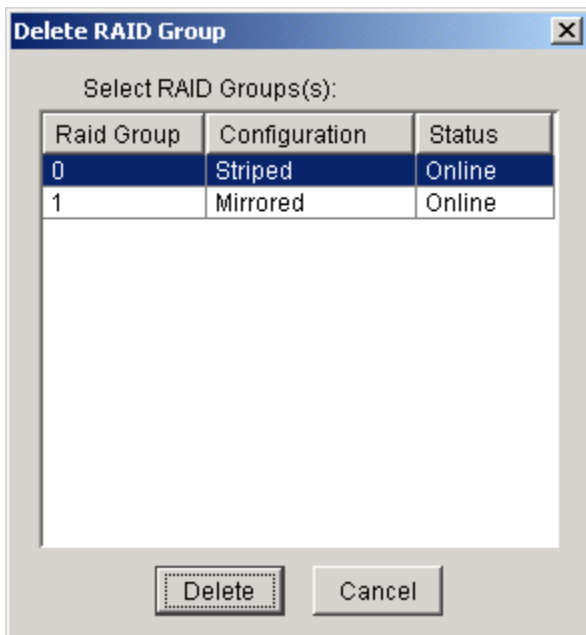 Delete RAID Group
Select RAID Groups(s):
Raid Group Configuration Status
0 Striped Online
1 Mirrored Online
Delete Cancel